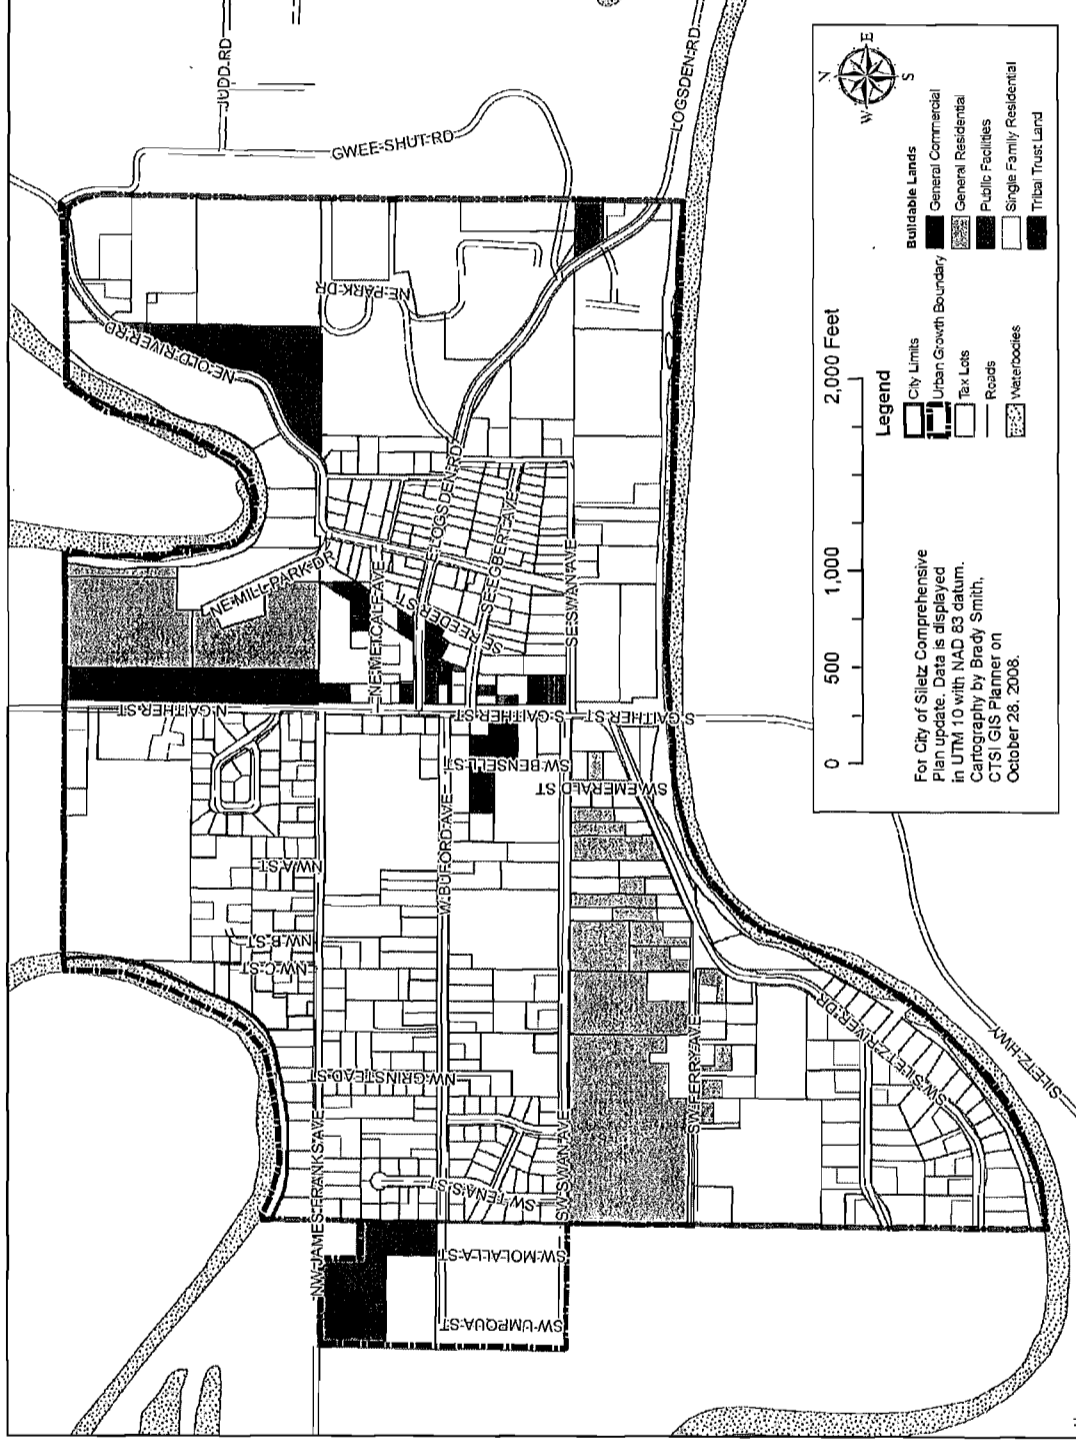 JUDD RD
GWEE-SHUT RD
LOGSDEN RD
NE OLD RIVER RD
NE PARK DR
NE MILL PARK DR
NE METCALF AVE
E LOGSDEN RD
SE EGBERT AVE
SE REEDER ST
SE SWAN AVE
N GAITHER ST
S GAITHER ST
S GAITHER ST
SW BENSELL ST
SW EMERALD ST
W BUFORD AVE
NW A ST
NW B ST
NW C ST
NW GRINSTEAD ST
NW JAMES FRANKS AVE
SW TENAS ST
SW SWAN AVE
SW FERRY AVE
SW SILETZ RIVER DR
SW MOLALLA ST
SW UMPQUA ST
SILETZ HWY
0 500 1,000 2,000 Feet
Legend
City Limits
Urban Growth Boundary
Tax Lots
Roads
Waterbodies
Buildable Lands
General Commercial
General Residential
Public Facilities
Single Family Residential
Tribal Trust Land
N
E
S
W
For City of Siletz Comprehensive
Plan update. Data is displayed
in UTM 10 with NAD 83 datum.
Cartography by Brady Smith,
CTSI GIS Planner on
October 28, 2008.